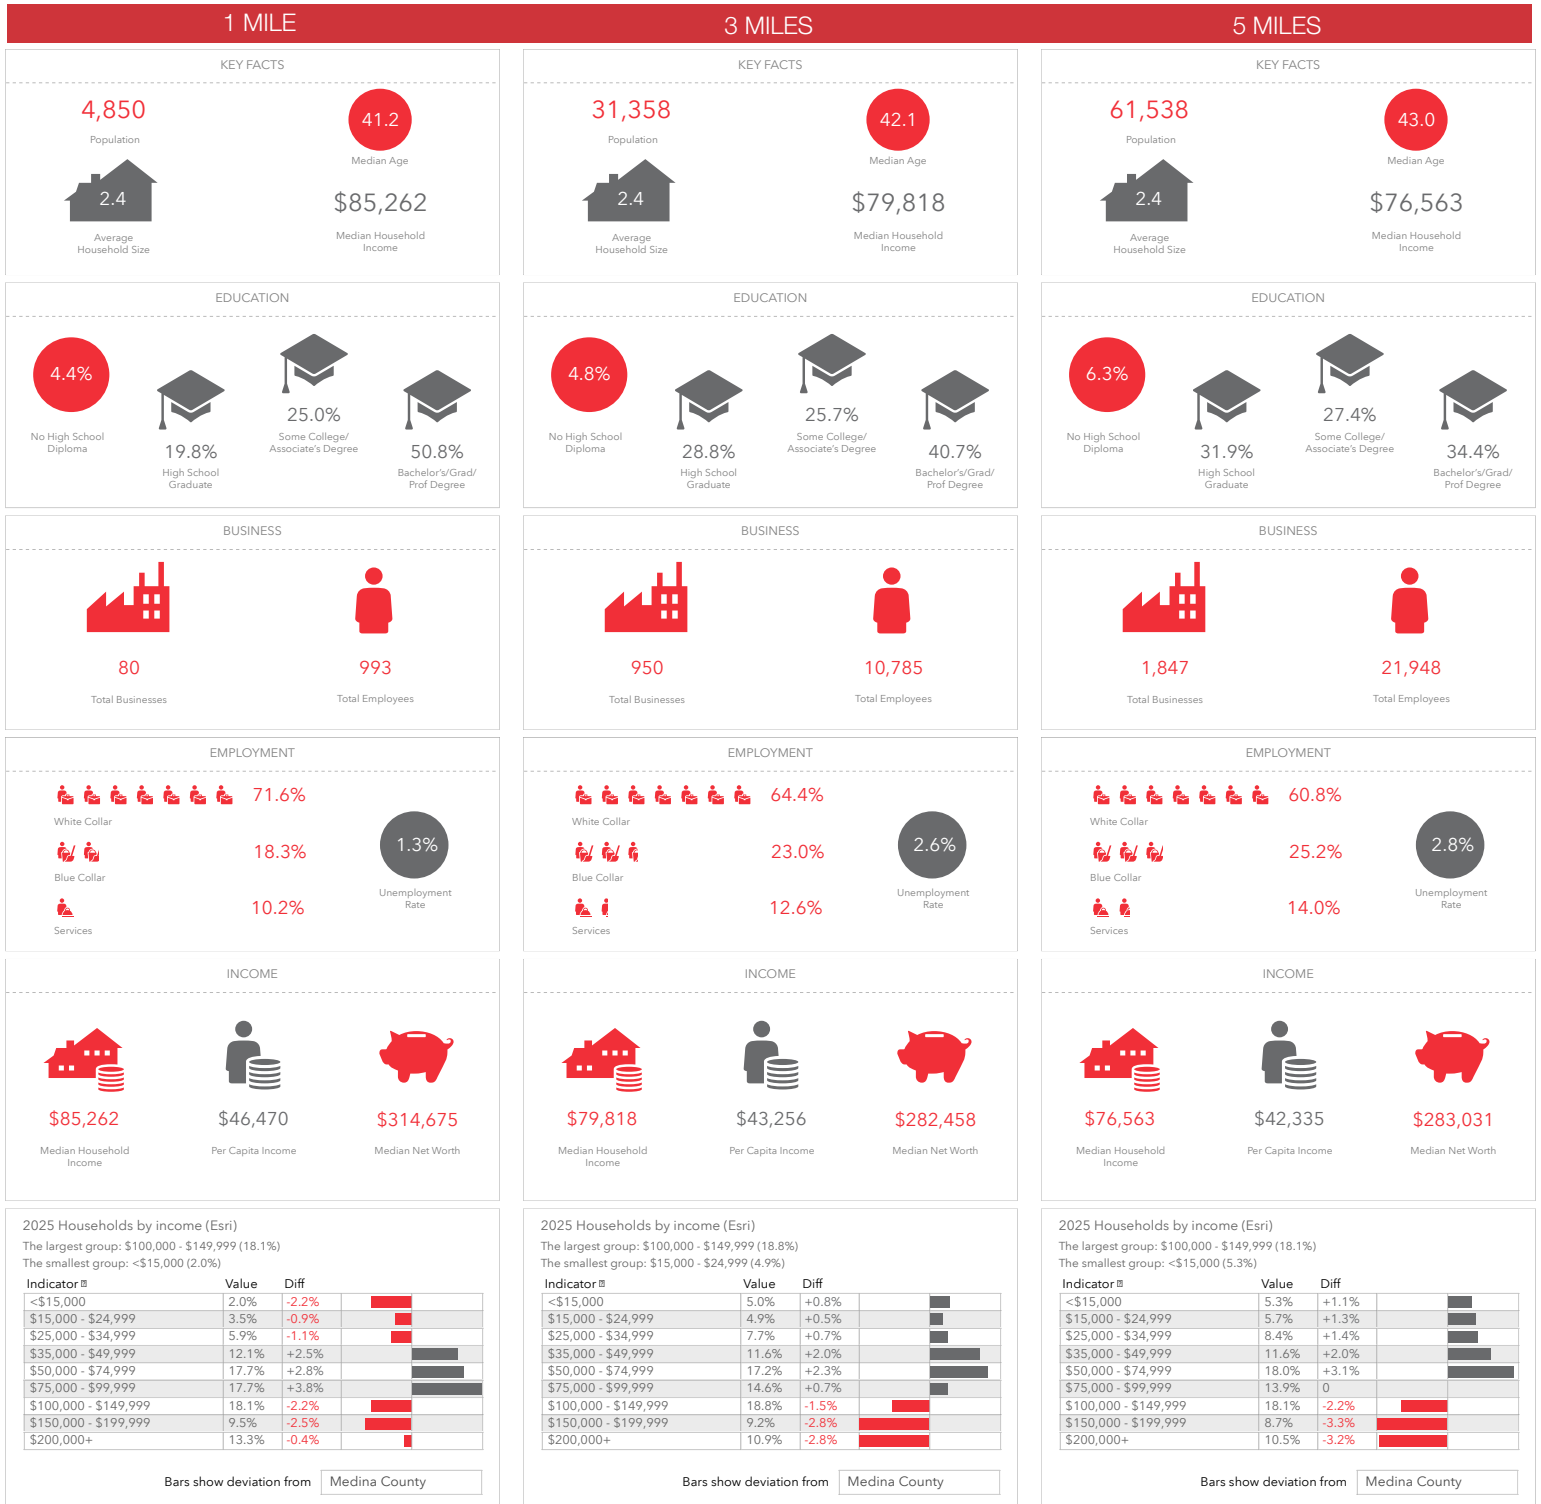 1 MILE
3 MILES
5 MILES
KEY FACTS
4,850
Population
41.2
Median Age
2.4
Average
Household Size
$85,262
Median Household
Income
KEY FACTS
31,358
Population
42.1
Median Age
2.4
Average
Household Size
$79,818
Median Household
Income
KEY FACTS
61,538
Population
43.0
Median Age
2.4
Average
Household Size
$76,563
Median Household
Income
EDUCATION
4.4%
No High School
Diploma
19.8%
High School
Graduate
25.0%
Some College/
Associate's Degree
50.8%
Bachelor's/Grad/
Prof Degree
EDUCATION
4.8%
No High School
Diploma
28.8%
High School
Graduate
25.7%
Some College/
Associate's Degree
40.7%
Bachelor's/Grad/
Prof Degree
EDUCATION
6.3%
No High School
Diploma
31.9%
High School
Graduate
27.4%
Some College/
Associate's Degree
34.4%
Bachelor's/Grad/
Prof Degree
BUSINESS
80
Total Businesses
993
Total Employees
BUSINESS
950
Total Businesses
10,785
Total Employees
BUSINESS
1,847
Total Businesses
21,948
Total Employees
EMPLOYMENT
71.6%
White Collar
18.3%
Blue Collar
10.2%
Services
1.3%
Unemployment
Rate
EMPLOYMENT
64.4%
White Collar
23.0%
Blue Collar
12.6%
Services
2.6%
Unemployment
Rate
EMPLOYMENT
60.8%
White Collar
25.2%
Blue Collar
14.0%
Services
2.8%
Unemployment
Rate
INCOME
$85,262
Median Household
Income
$46,470
Per Capita Income
$314,675
Median Net Worth
INCOME
$79,818
Median Household
Income
$43,256
Per Capita Income
$282,458
Median Net Worth
INCOME
$76,563
Median Household
Income
$42,335
Per Capita Income
$283,031
Median Net Worth
2025 Households by income (Esri)
The largest group: $100,000 - $149,999 (18.1%)
The smallest group: <$15,000 (2.0%)
Indicator Value Diff
<$15,000 2.0% -2.2%
$15,000 - $24,999 3.5% -0.9%
$25,000 - $34,999 5.9% -1.1%
$35,000 - $49,999 12.1% +2.5%
$50,000 - $74,999 17.7% +2.8%
$75,000 - $99,999 17.7% +3.8%
$100,000 - $149,999 18.1% -2.2%
$150,000 - $199,999 9.5% -2.5%
$200,000+ 13.3% -0.4%
Bars show deviation from Medina County
2025 Households by income (Esri)
The largest group: $100,000 - $149,999 (18.8%)
The smallest group: $15,000 - $24,999 (4.9%)
Indicator Value Diff
<$15,000 5.0% +0.8%
$15,000 - $24,999 4.9% +0.5%
$25,000 - $34,999 7.7% +0.7%
$35,000 - $49,999 11.6% +2.0%
$50,000 - $74,999 17.2% +2.3%
$75,000 - $99,999 14.6% +0.7%
$100,000 - $149,999 18.8% -1.5%
$150,000 - $199,999 9.2% -2.8%
$200,000+ 10.9% -2.8%
Bars show deviation from Medina County
2025 Households by income (Esri)
The largest group: $100,000 - $149,999 (18.1%)
The smallest group: <$15,000 (5.3%)
Indicator Value Diff
<$15,000 5.3% +1.1%
$15,000 - $24,999 5.7% +1.3%
$25,000 - $34,999 8.4% +1.4%
$35,000 - $49,999 11.6% +2.0%
$50,000 - $74,999 18.0% +3.1%
$75,000 - $99,999 13.9% 0
$100,000 - $149,999 18.1% -2.2%
$150,000 - $199,999 8.7% -3.3%
$200,000+ 10.5% -3.2%
Bars show deviation from Medina County